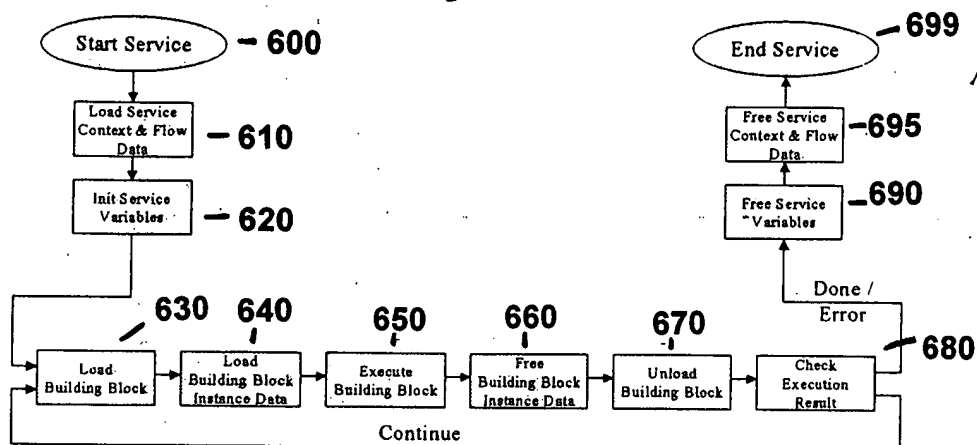 Start Service
600
699
End Service
Load Service
Context & Flow
Data
610
Free Service
Context & Flow
Data
695
Init Service
Variables
620
Free Service
Variables
690
Done /
Error
630
640
650
660
670
680
Load
Building Block
Load
Building Block
Instance Data
Execute
Building Block
Free
Building Block
Instance Data
Unload
Building Block
Check
Execution
Result
Continue